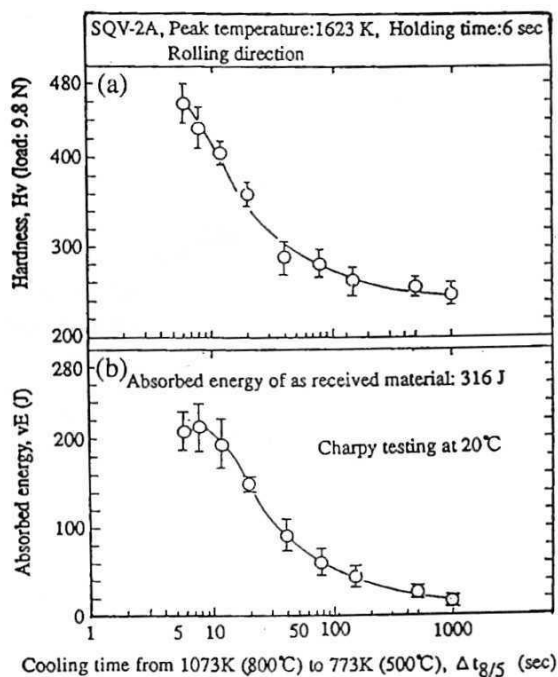 SQV-2A, Peak temperature:1623 K, Holding time:6 sec
Rolling direction
480
(a)
400
300
200
Hardness, Hv (load: 9.8 N)
280
(b)
Absorbed energy of as received material: 316 J
200
Charpy testing at 20℃
100
0
Absorbed energy, vE (J)
1 5 10 50 100 500 1000
Cooling time from 1073K (800℃) to 773K (500℃), Δt8/5 (sec)